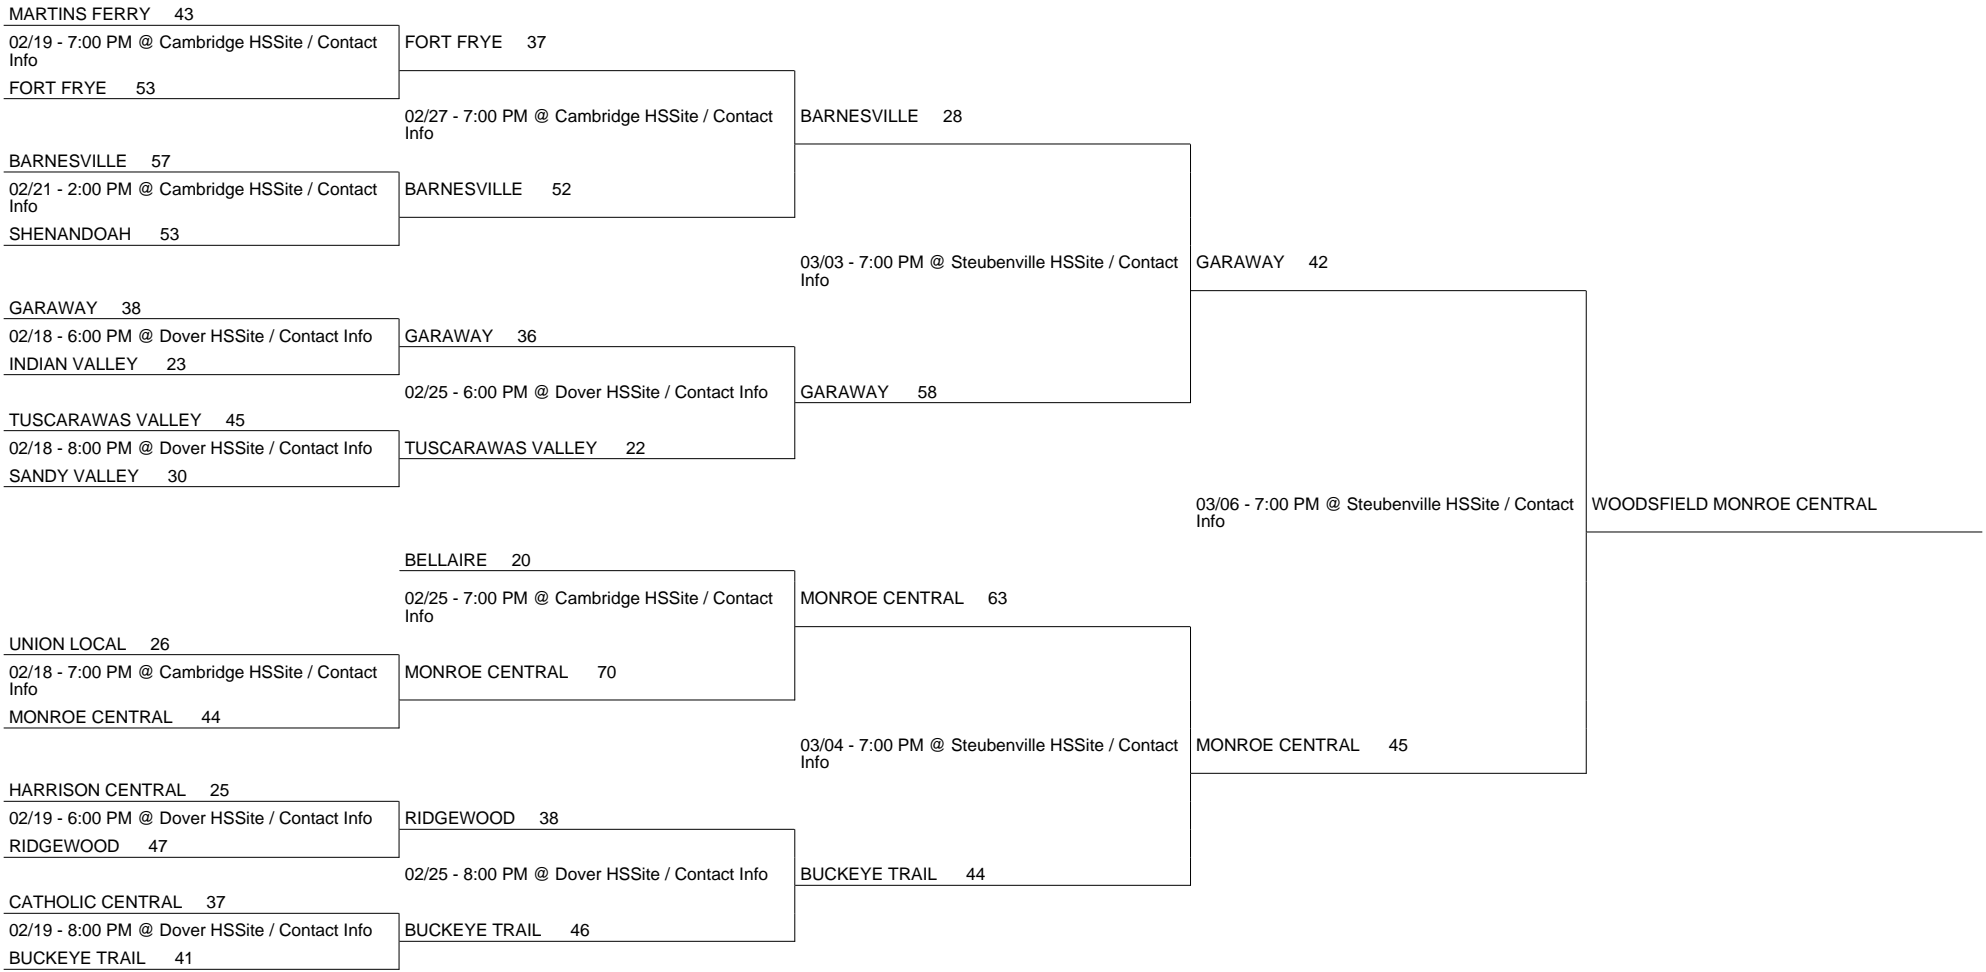 MARTINS FERRY 43
02/19 - 7:00 PM @ Cambridge HSSite / Contact
Info
FORT FRYE 53
BARNESVILLE 57
02/21 - 2:00 PM @ Cambridge HSSite / Contact
Info
SHENANDOAH 53
GARAWAY 38
02/18 - 6:00 PM @ Dover HSSite / Contact Info
INDIAN VALLEY 23
TUSCARAWAS VALLEY 45
02/18 - 8:00 PM @ Dover HSSite / Contact Info
SANDY VALLEY 30
UNION LOCAL 26
02/18 - 7:00 PM @ Cambridge HSSite / Contact
Info
MONROE CENTRAL 44
HARRISON CENTRAL 25
02/19 - 6:00 PM @ Dover HSSite / Contact Info
RIDGEWOOD 47
CATHOLIC CENTRAL 37
02/19 - 8:00 PM @ Dover HSSite / Contact Info
BUCKEYE TRAIL 41
FORT FRYE 37
02/27 - 7:00 PM @ Cambridge HSSite / Contact
Info
BARNESVILLE 52
GARAWAY 36
02/25 - 6:00 PM @ Dover HSSite / Contact Info
TUSCARAWAS VALLEY 22
BELLAIRE 20
02/25 - 7:00 PM @ Cambridge HSSite / Contact
Info
MONROE CENTRAL 70
RIDGEWOOD 38
02/25 - 8:00 PM @ Dover HSSite / Contact Info
BUCKEYE TRAIL 46
BARNESVILLE 28
03/03 - 7:00 PM @ Steubenville HSSite / Contact
Info
GARAWAY 58
MONROE CENTRAL 63
03/04 - 7:00 PM @ Steubenville HSSite / Contact
Info
BUCKEYE TRAIL 44
GARAWAY 42
03/06 - 7:00 PM @ Steubenville HSSite / Contact
Info
MONROE CENTRAL 45
WOODSFIELD MONROE CENTRAL